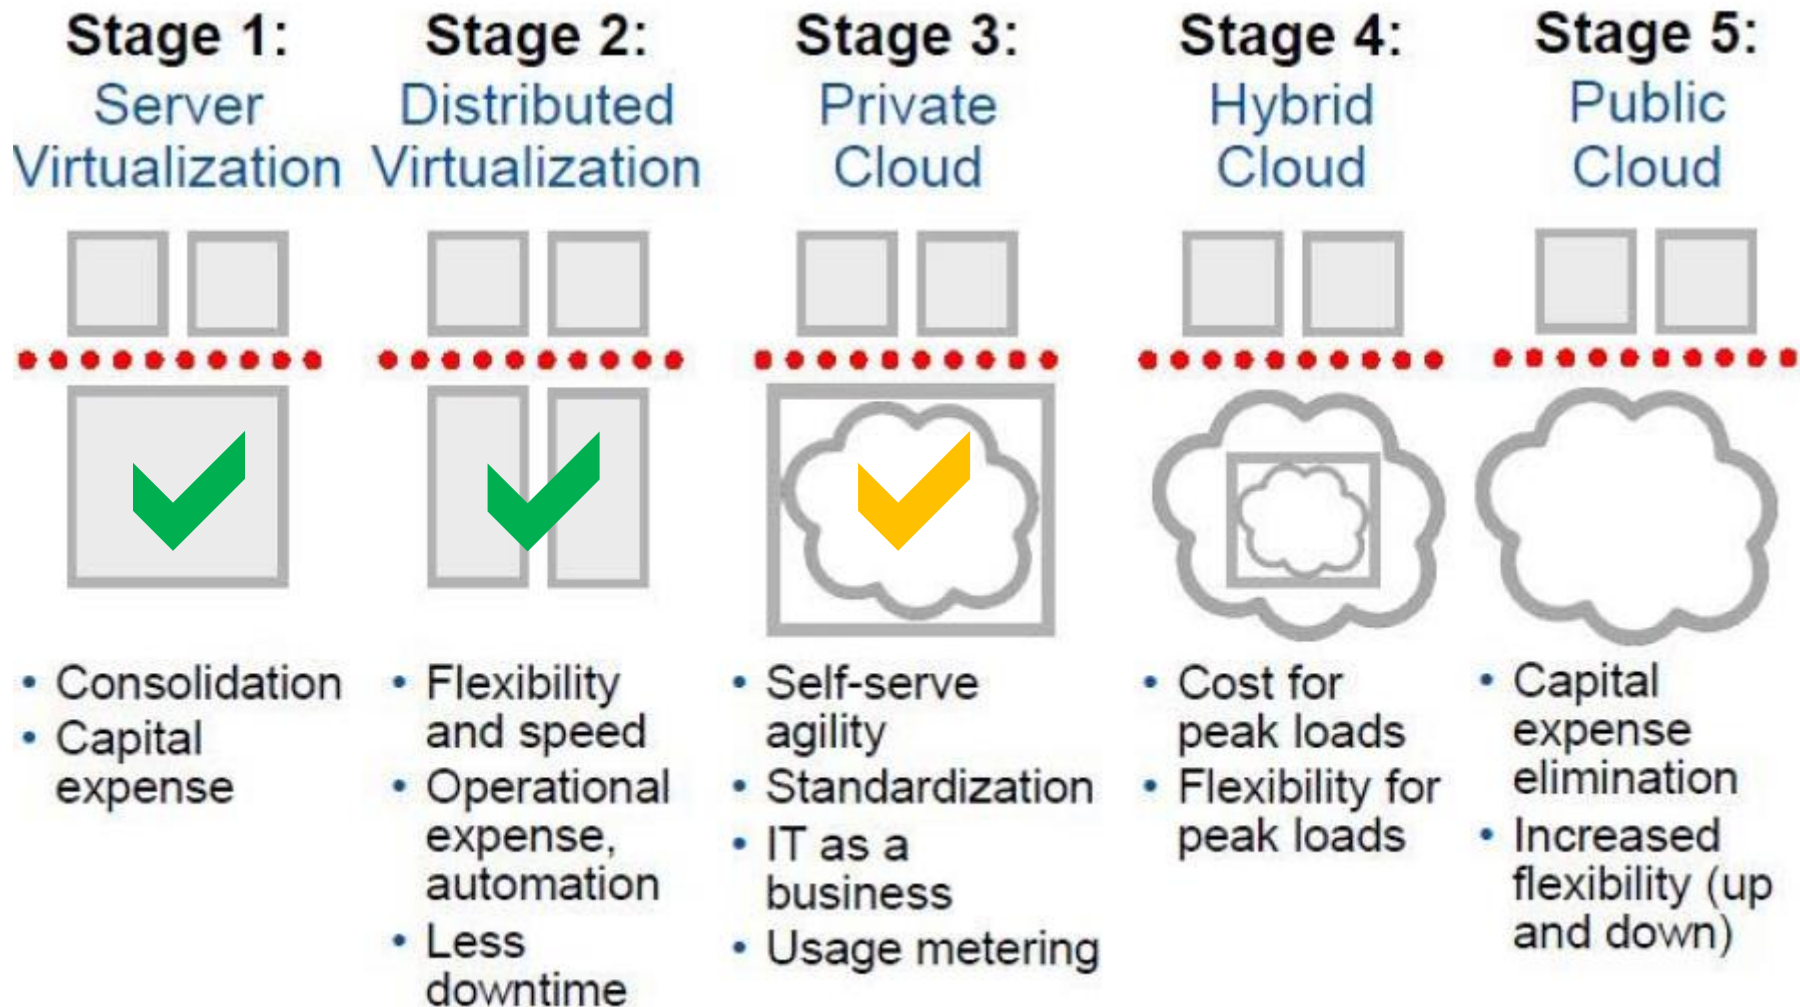 Stage 1:
Server
Virtualization
• Consolidation
• Capital
expense
Stage 2:
Distributed
Virtualization
• Flexibility
and speed
• Operational
expense,
automation
• Less
downtime
Stage 3:
Private
Cloud
• Self-serve
agility
• Standardization
• IT as a
business
• Usage metering
Stage 4:
Hybrid
Cloud
• Cost for
peak loads
• Flexibility for
peak loads
Stage 5:
Public
Cloud
• Capital
expense
elimination
• Increased
flexibility (up
and down)